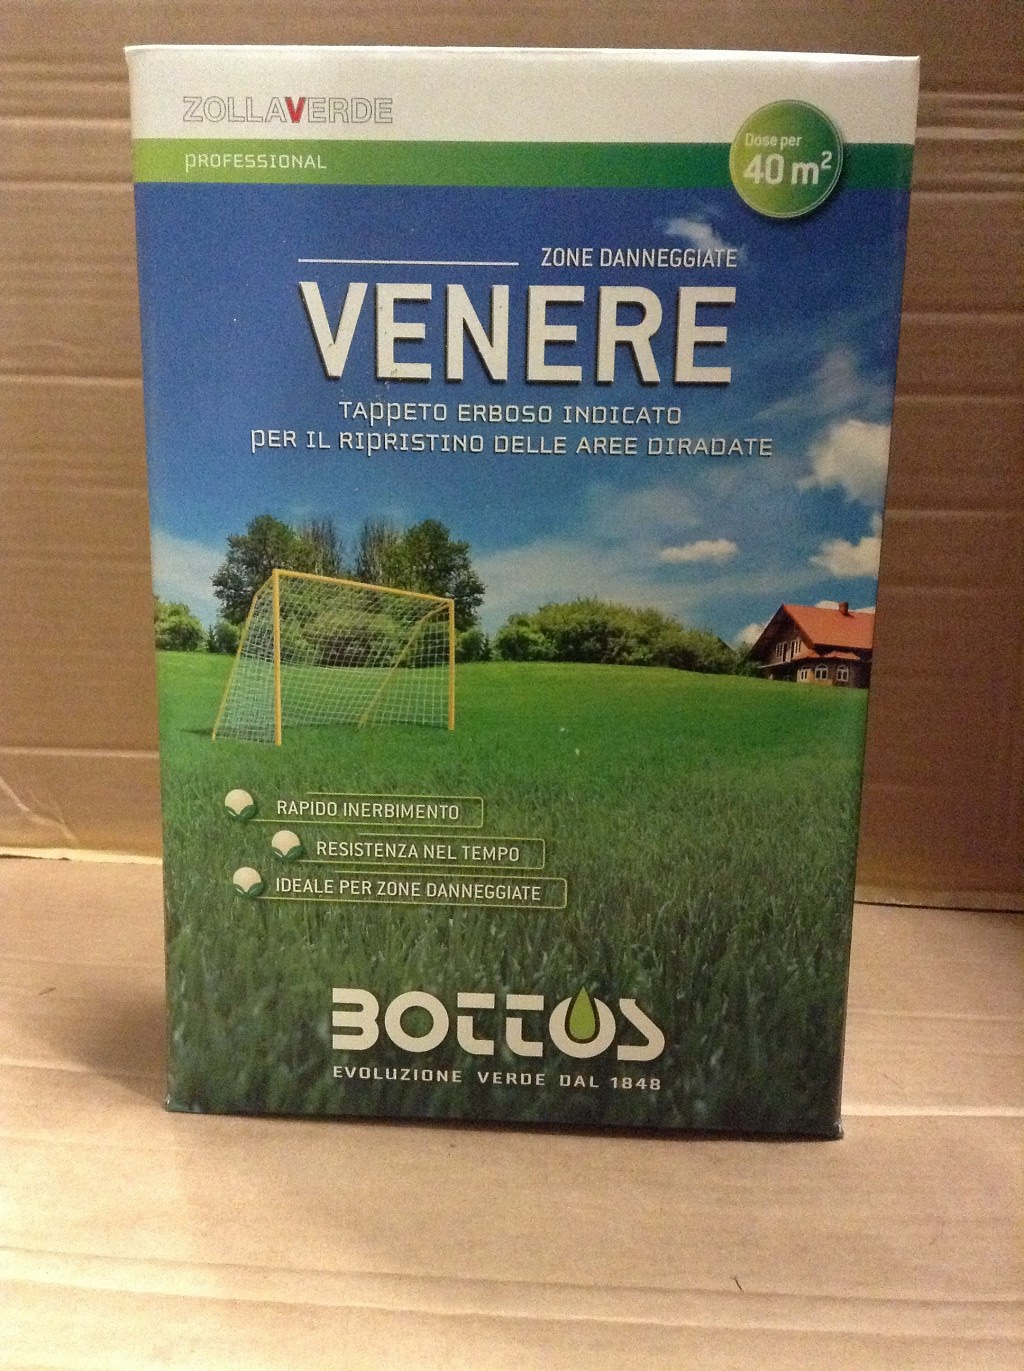 ZOLLAVERDE
PROFESSIONAL
Dose per
40 m²
ZONE DANNEGGIATE
VENERE
TAPPETO ERBOSO INDICATO
PER IL RIPRISTINO DELLE AREE DIRADATE
RAPIDO INERBIMENTO
RESISTENZA NEL TEMPO
IDEALE PER ZONE DANNEGGIATE
BOTTOS
EVOLUZIONE VERDE DAL 1848